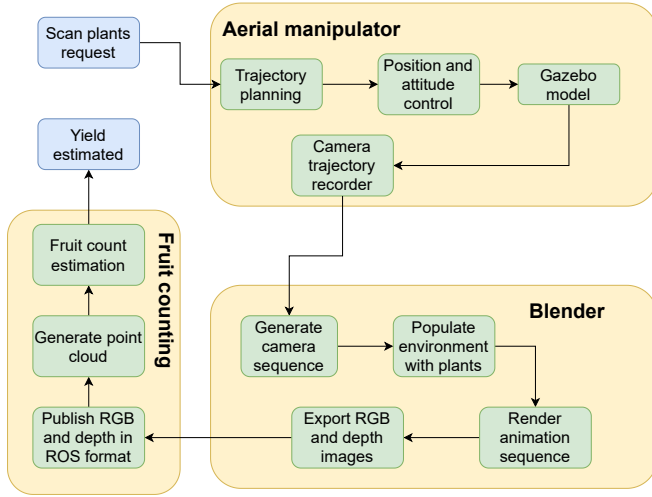 Scan plants
request
Aerial manipulator
Trajectory
planning
Position and
attitude
control
Gazebo
model
Camera
trajectory
recorder
Yield
estimated
Fruit counting
Fruit count
estimation
Generate point
cloud
Publish RGB
and depth in
ROS format
Blender
Generate
camera
sequence
Populate
environment
with plants
Export RGB
and depth
images
Render
animation
sequence